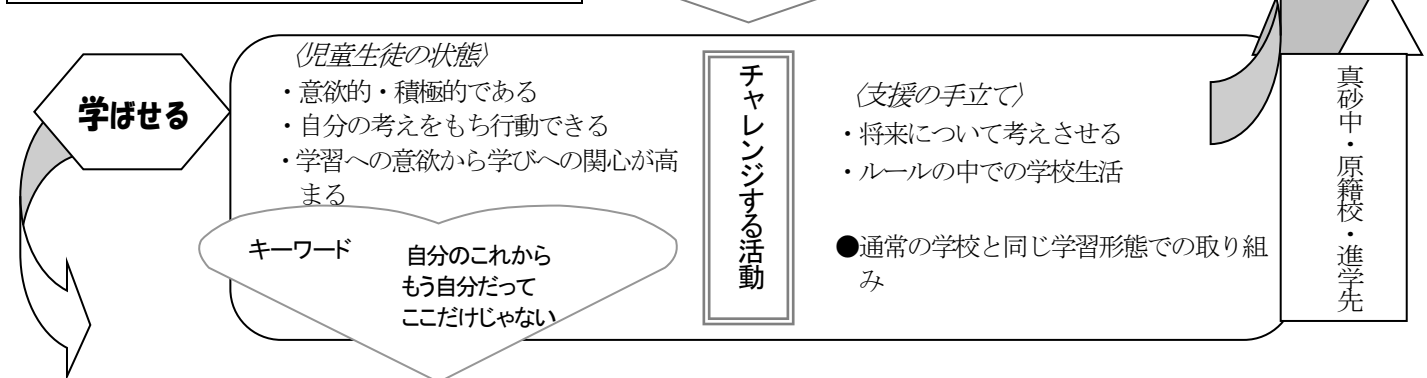 学ばせる
〈児童生徒の状態〉
・意欲的・積極的である
・自分の考えをもち行動できる
・学習への意欲から学びへの関心が高
まる
キーワード
自分のこれから
もう自分だって
ここだけじゃない
チャレンジする活動
〈支援の手立て〉
・将来について考えさせる
・ルールの中での学校生活
●通常の学校と同じ学習形態での取り組
み
真砂中・原籍校・進学先